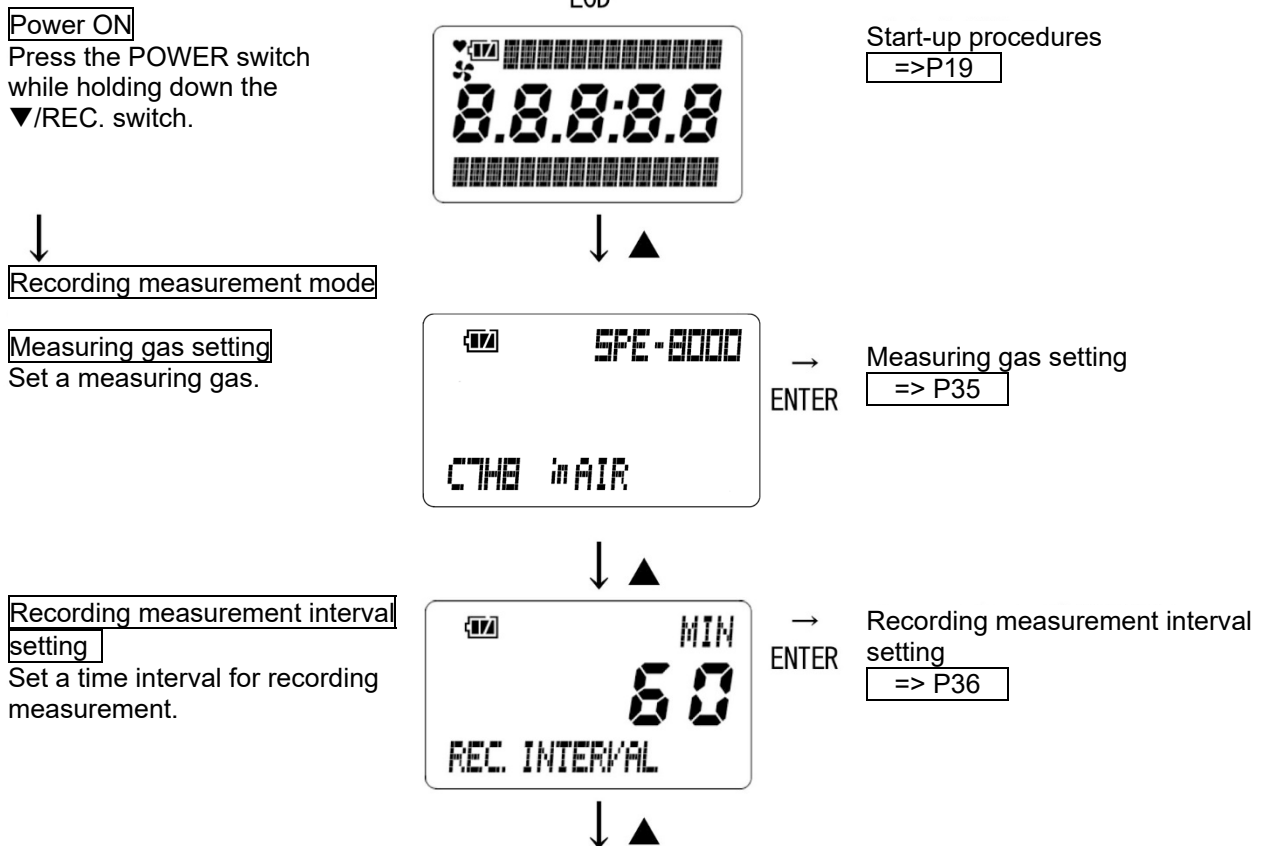 LCD
Power ON
Press the POWER switch
while holding down the
▼/REC. switch.
8.8.8:8.8
Start-up procedures
=>P19
↓
↓ ▲
Recording measurement mode
Measuring gas setting
Set a measuring gas.
SPE-8000
C7H8 in AIR
→
ENTER
Measuring gas setting
=> P35
↓ ▲
Recording measurement interval
setting
Set a time interval for recording
measurement.
MIN
60
REC. INTERVAL
→
ENTER
Recording measurement interval
setting
=> P36
↓ ▲